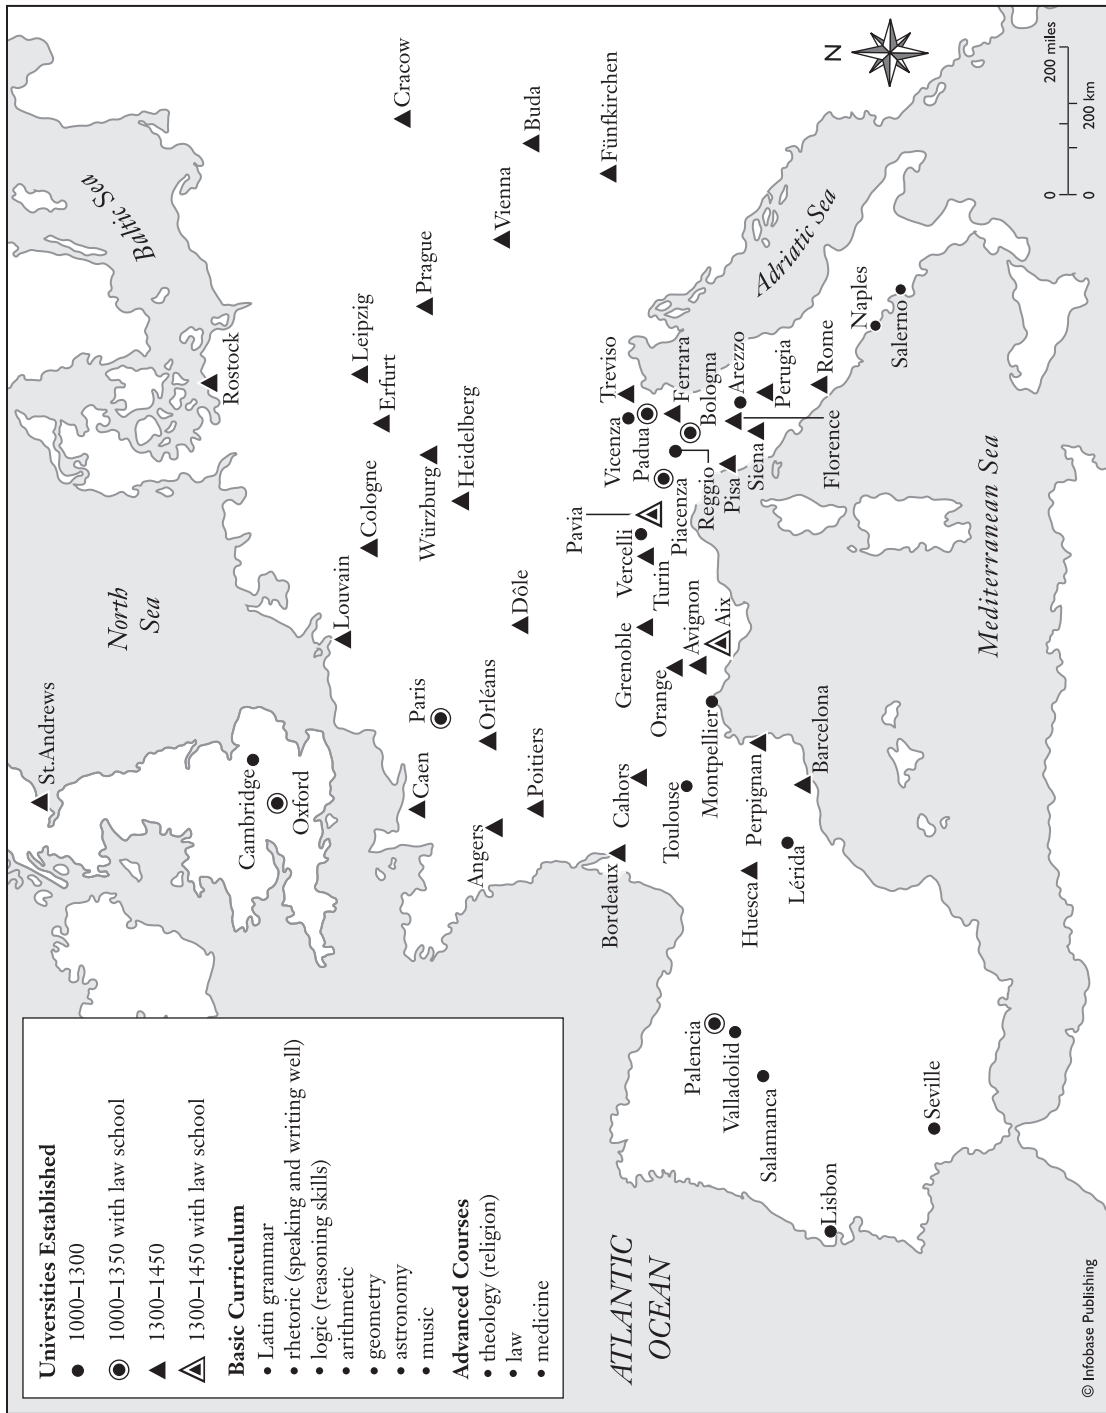 Universities Established
1000–1300
1000–1350 with law school
1300–1450
1300–1450 with law school
Basic Curriculum
• Latin grammar
• rhetoric (speaking and writing well)
• logic (reasoning skills)
• arithmetic
• geometry
• astronomy
• music
Advanced Courses
• theology (religion)
• law
• medicine
St. Andrews
North
Sea
Baltic Sea
Cambridge
Oxford
Rostock
Louvain
Cologne
Leipzig
Erfurt
Cracow
Caen
Paris
Würzburg
Heidelberg
Prague
Angers
Orléans
Vienna
Poitiers
Dôle
Buda
Bordeaux
Cahors
Grenoble
Pavia
Vercelli
Turin
Vicenza
Treviso
Fünfkirchen
Toulouse
Orange
Avignon
Aix
Piacenza
Padua
Ferrara
Bologna
Reggio
Montpellier
Perpignan
Pisa
Siena
Arezzo
Perugia
Adriatic Sea
N
Huesca
Lérida
Barcelona
Florence
Rome
Naples
Salerno
Palencia
Valladolid
Salamanca
Lisbon
Seville
ATLANTIC
OCEAN
Mediterranean Sea
0 200 miles
0 200 km
© Infobase Publishing